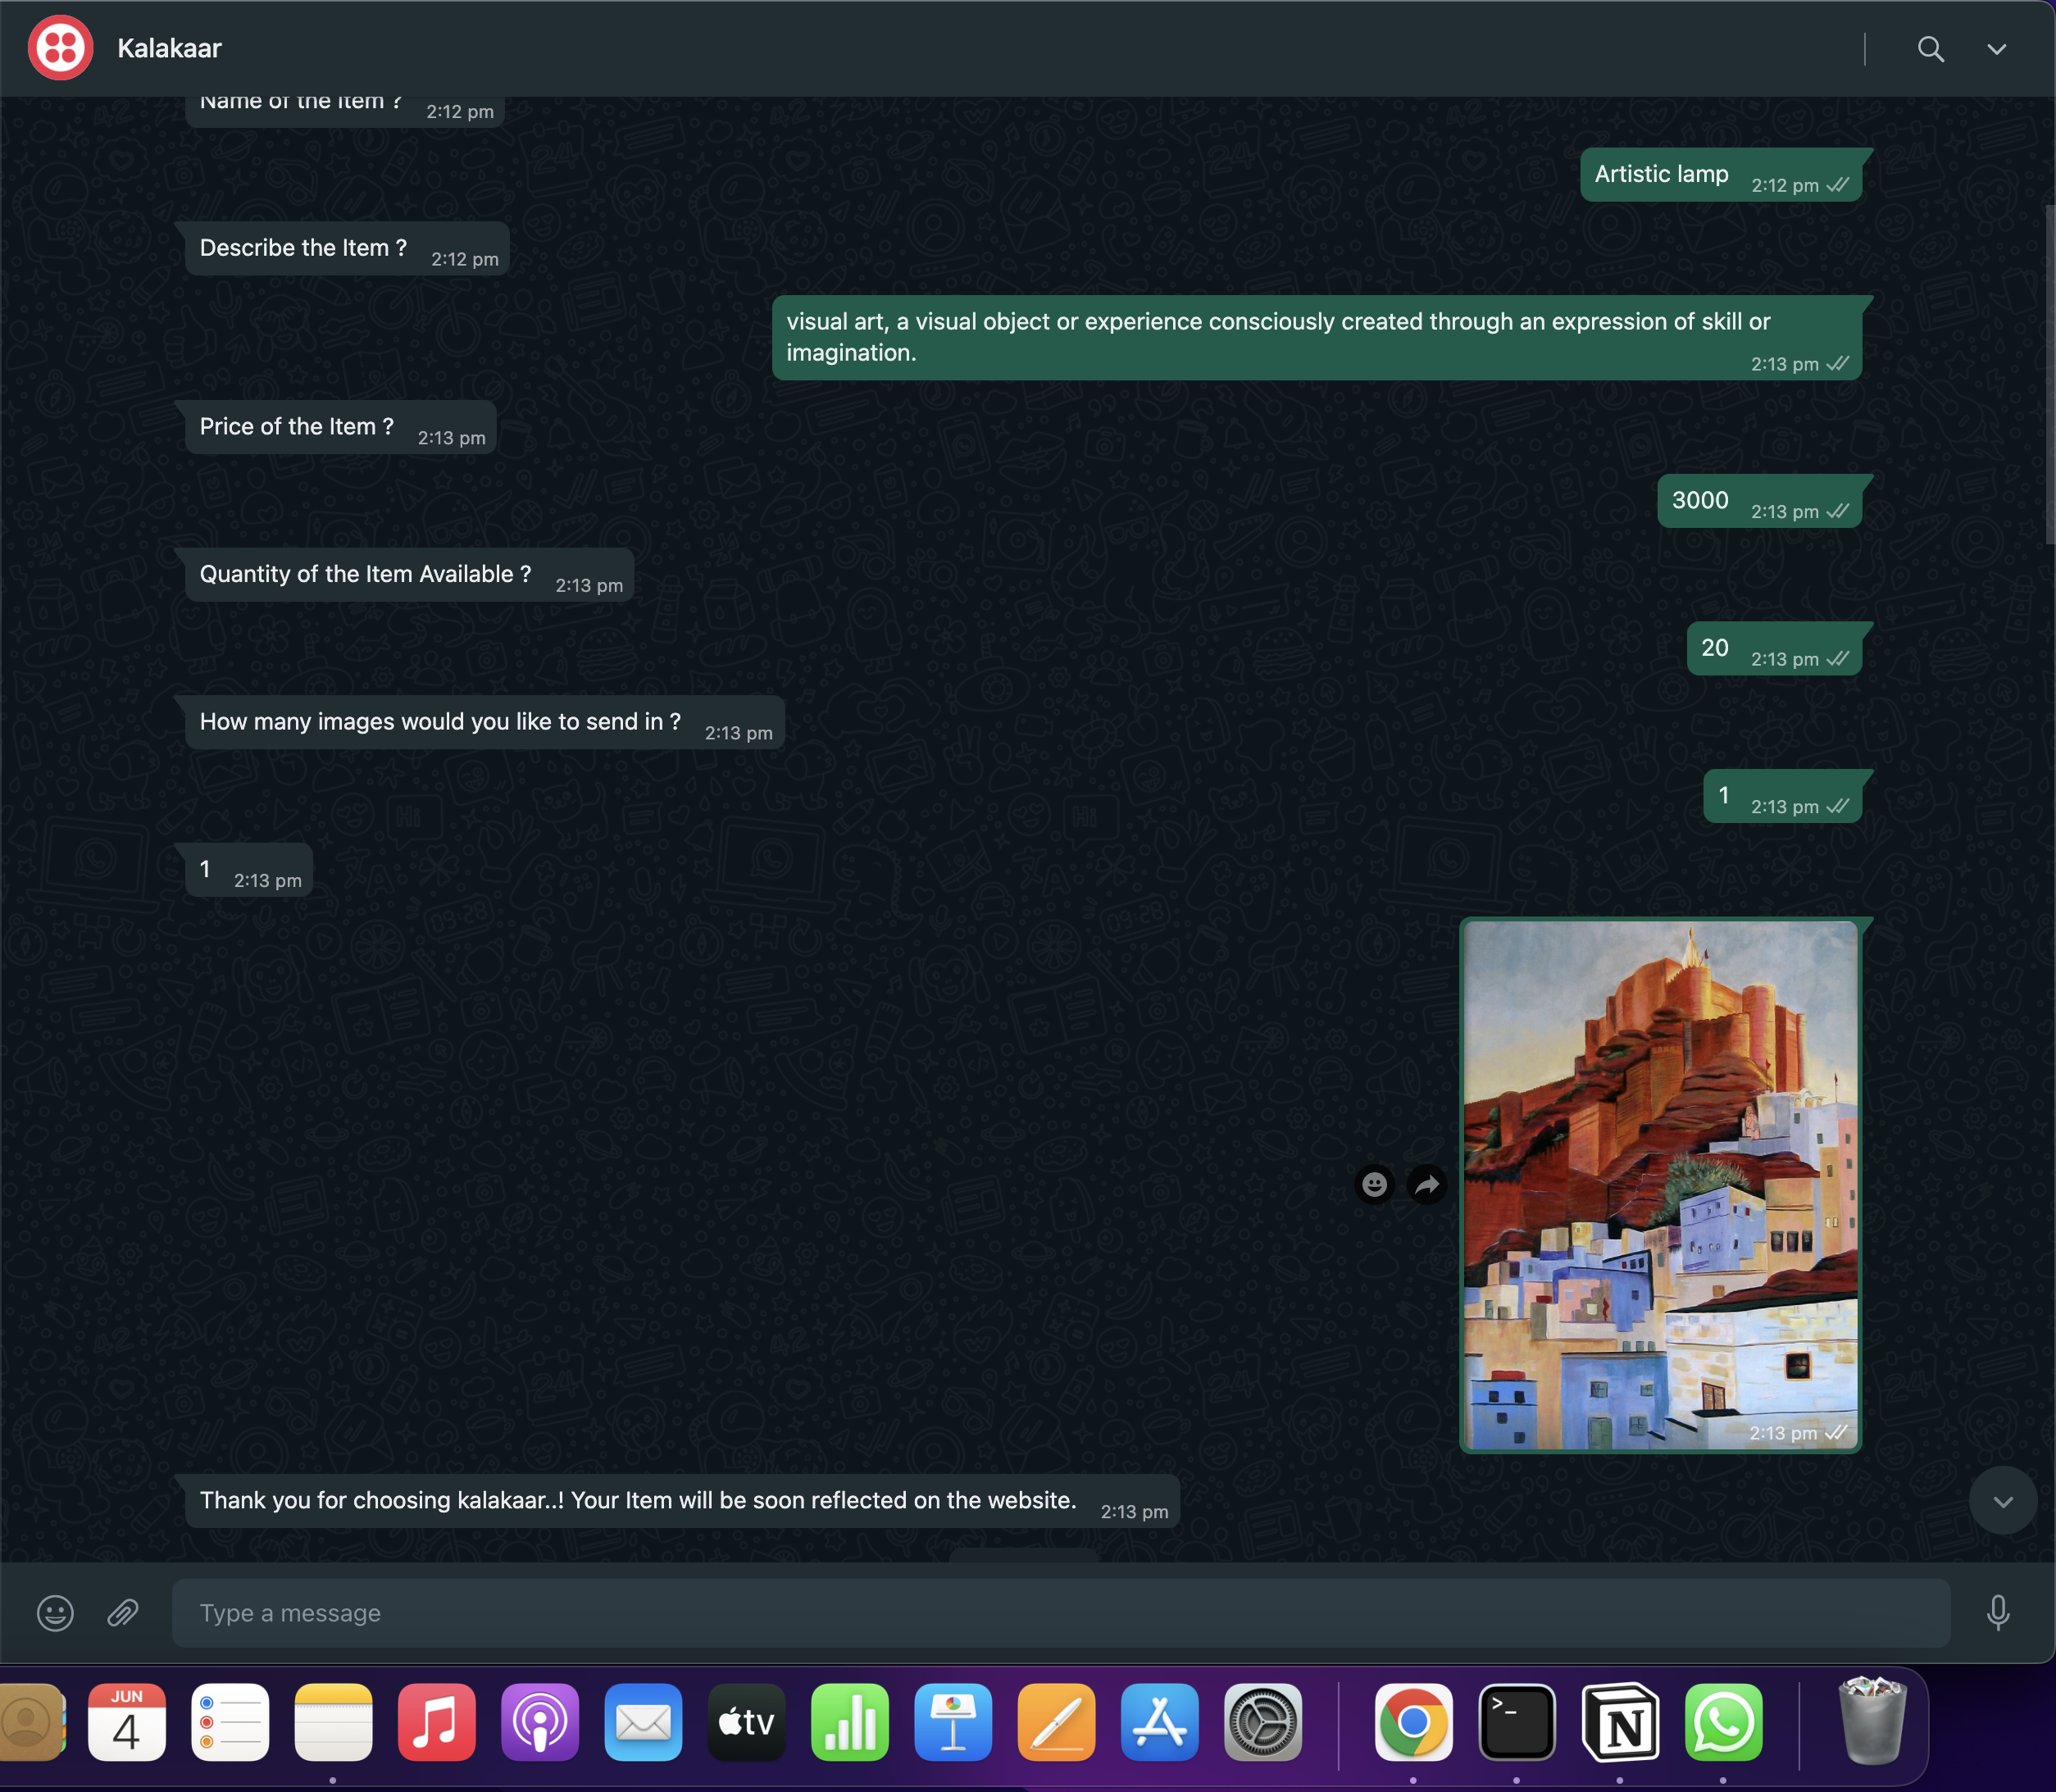 Kalakaar
Name of the Item ?
2:12 pm
Artistic lamp
2:12 pm
Describe the Item ?
2:12 pm
visual art, a visual object or experience consciously created through an expression of skill or
imagination.
2:13 pm
Price of the Item ?
2:13 pm
3000
2:13 pm
Quantity of the Item Available ?
2:13 pm
20
2:13 pm
How many images would you like to send in ?
2:13 pm
1
2:13 pm
1
2:13 pm
2:13 pm
Thank you for choosing kalakaar..! Your Item will be soon reflected on the website.
2:13 pm
Type a message
JUN
4
tv
>_
N